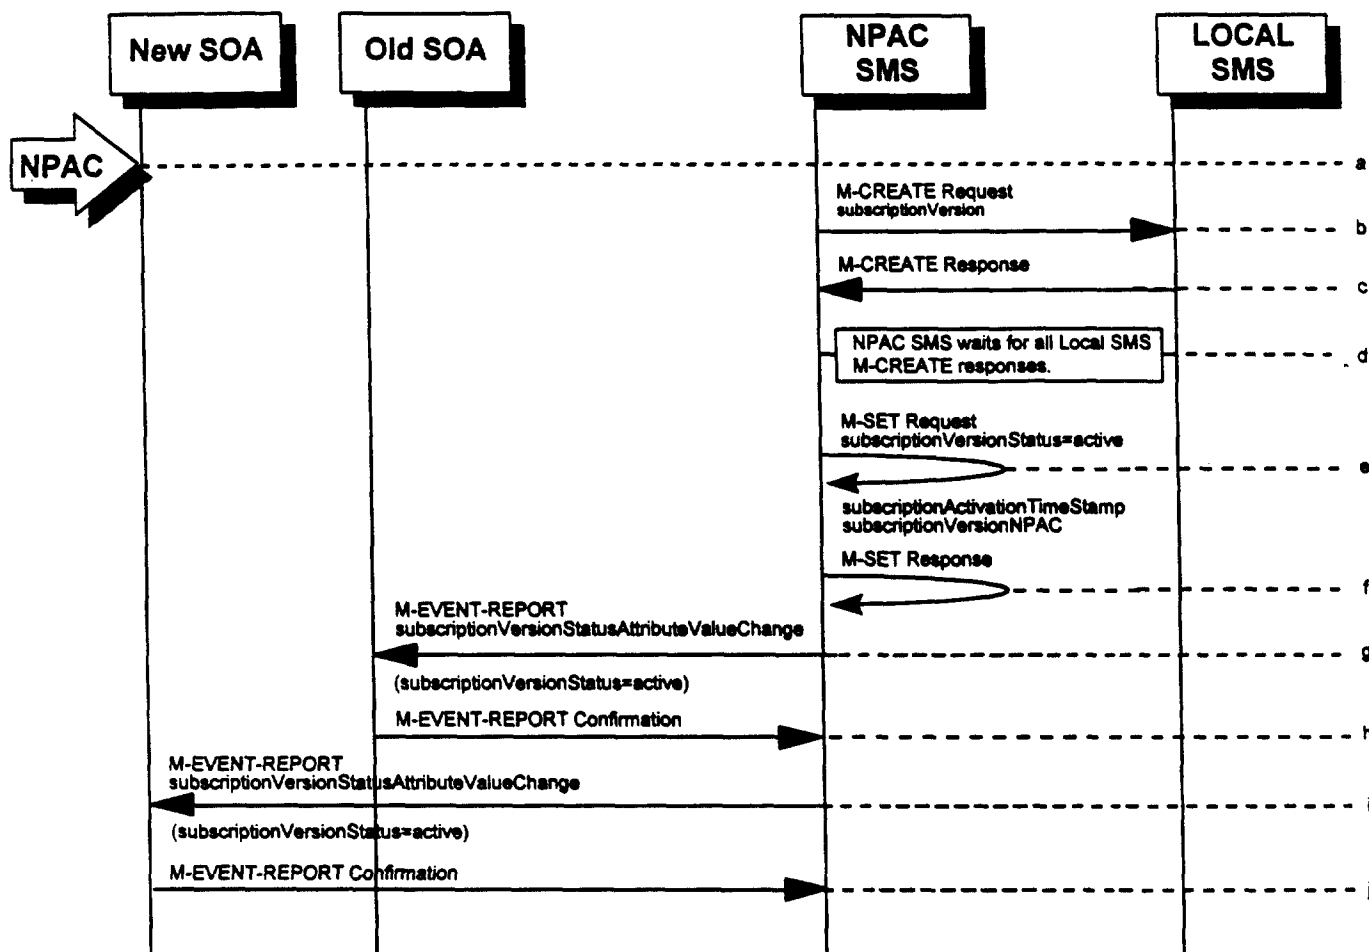 New SOA
Old SOA
NPAC
SMS
LOCAL
SMS
NPAC
a
M-CREATE Request
subscriptionVersion
b
M-CREATE Response
c
NPAC SMS waits for all Local SMS
M-CREATE responses.
d
M-SET Request
subscriptionVersionStatus=active
e
subscriptionActivationTimeStamp
subscriptionVersionNPAC
M-SET Response
f
M-EVENT-REPORT
subscriptionVersionStatusAttributeValueChange
g
(subscriptionVersionStatus=active)
M-EVENT-REPORT Confirmation
h
M-EVENT-REPORT
subscriptionVersionStatusAttributeValueChange
i
(subscriptionVersionStatus=active)
M-EVENT-REPORT Confirmation
j